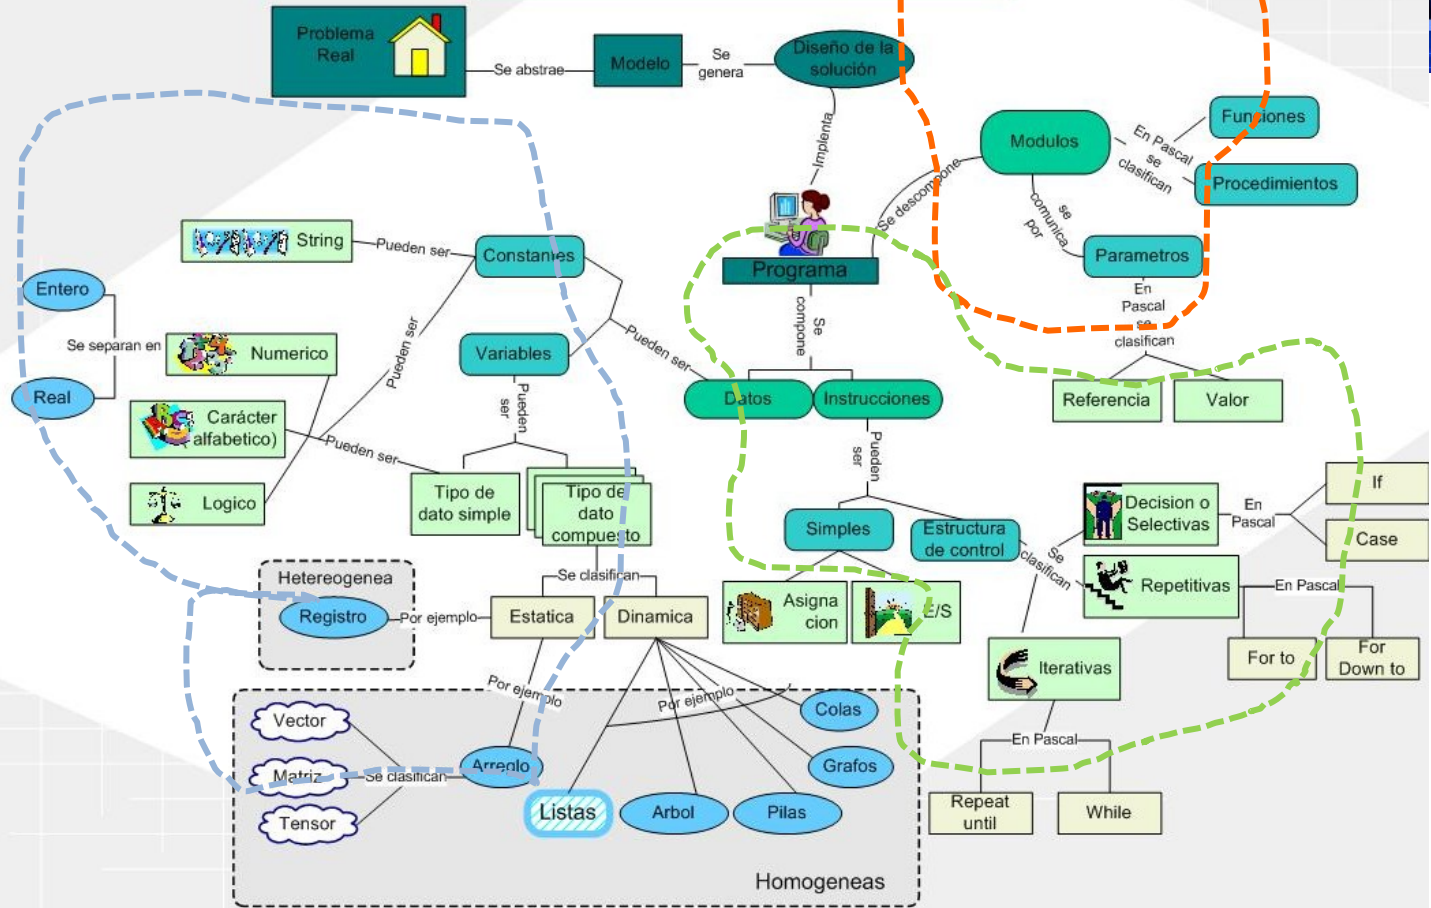 Problema
Real
Se abstrae
Modelo
Se
genera
Diseño de la
solución
Implenta
Programa
Se descompone
Modulos
En Pascal
se
clasifican
Funciones
Procedimientos
se
comunica
por
Parametros
En
Pascal
se
clasifican
Referencia
Valor
String
Pueden ser
Constantes
Entero
Se separan en
Real
Numerico
Pueden ser
Variables
Pueden ser
Carácter
alfabetico)
Pueden ser
Logico
Pueden
ser
Tipo de
dato simple
Tipo de
dato
compuesto
Se
compone
Datos
Instrucciones
Pueden
ser
Simples
Estructura
de control
Asigna
cion
E/S
Se
clasifican
Decision o
Selectivas
En
Pascal
If
Case
Repetitivas
En Pascal
For to
For
Down to
Iterativas
En Pascal
Repeat
until
While
Se clasifican
Hetereogenea
Registro
Por ejemplo
Estatica
Dinamica
Por ejemplo
Por ejemplo
Vector
Matriz
Tensor
Se clasifican
Arreglo
Listas
Arbol
Pilas
Grafos
Colas
Homogeneas